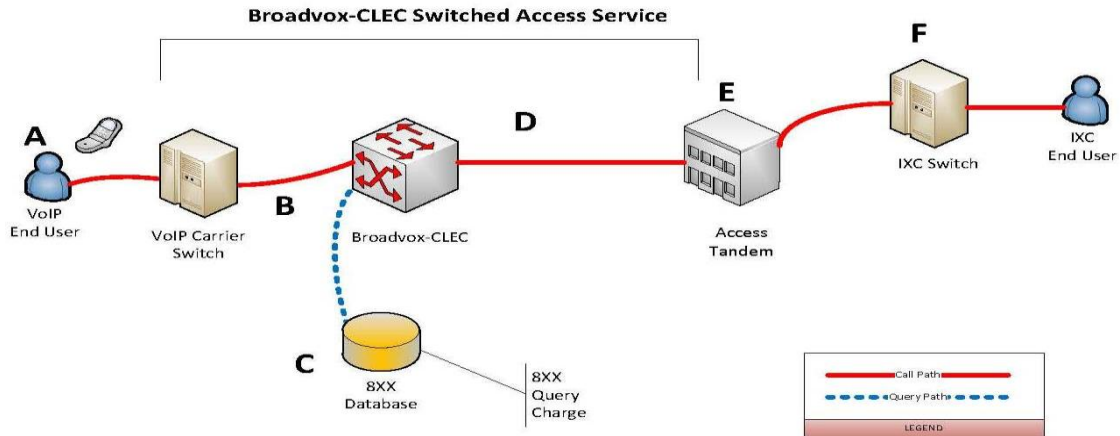 Broadvox-CLEC Switched Access Service
A
VoIP
End User
VoIP Carrier
Switch
B
Broadvox-CLEC
C
8XX
Database
8XX
Query
Charge
D
E
Access
Tandem
F
IXC Switch
IXC
End User
Call Path
Query Path
LEGEND